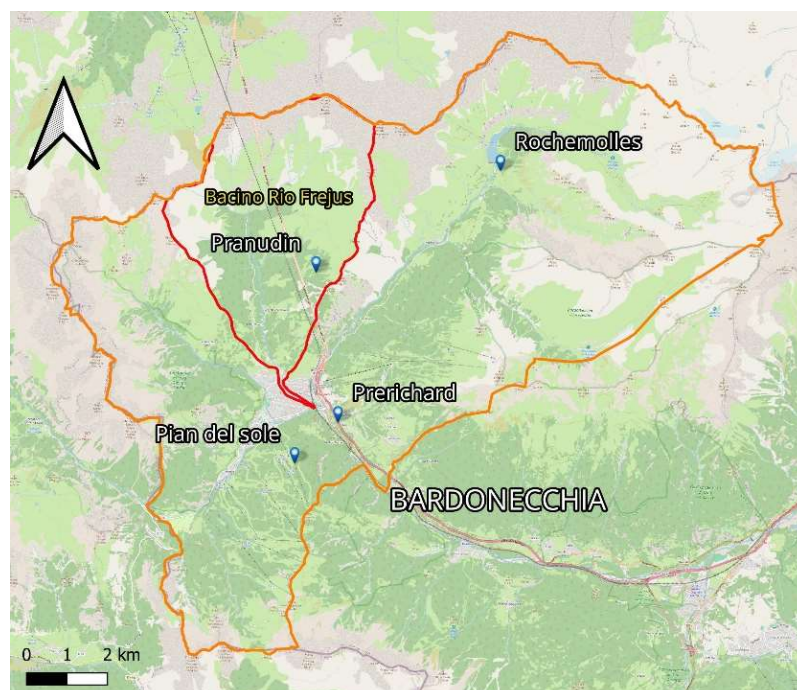 Rochemolles
Bacino Rio Frejus
Pranudin
Prerichard
Pian del sole
BARDONECCHIA
0 1 2 km